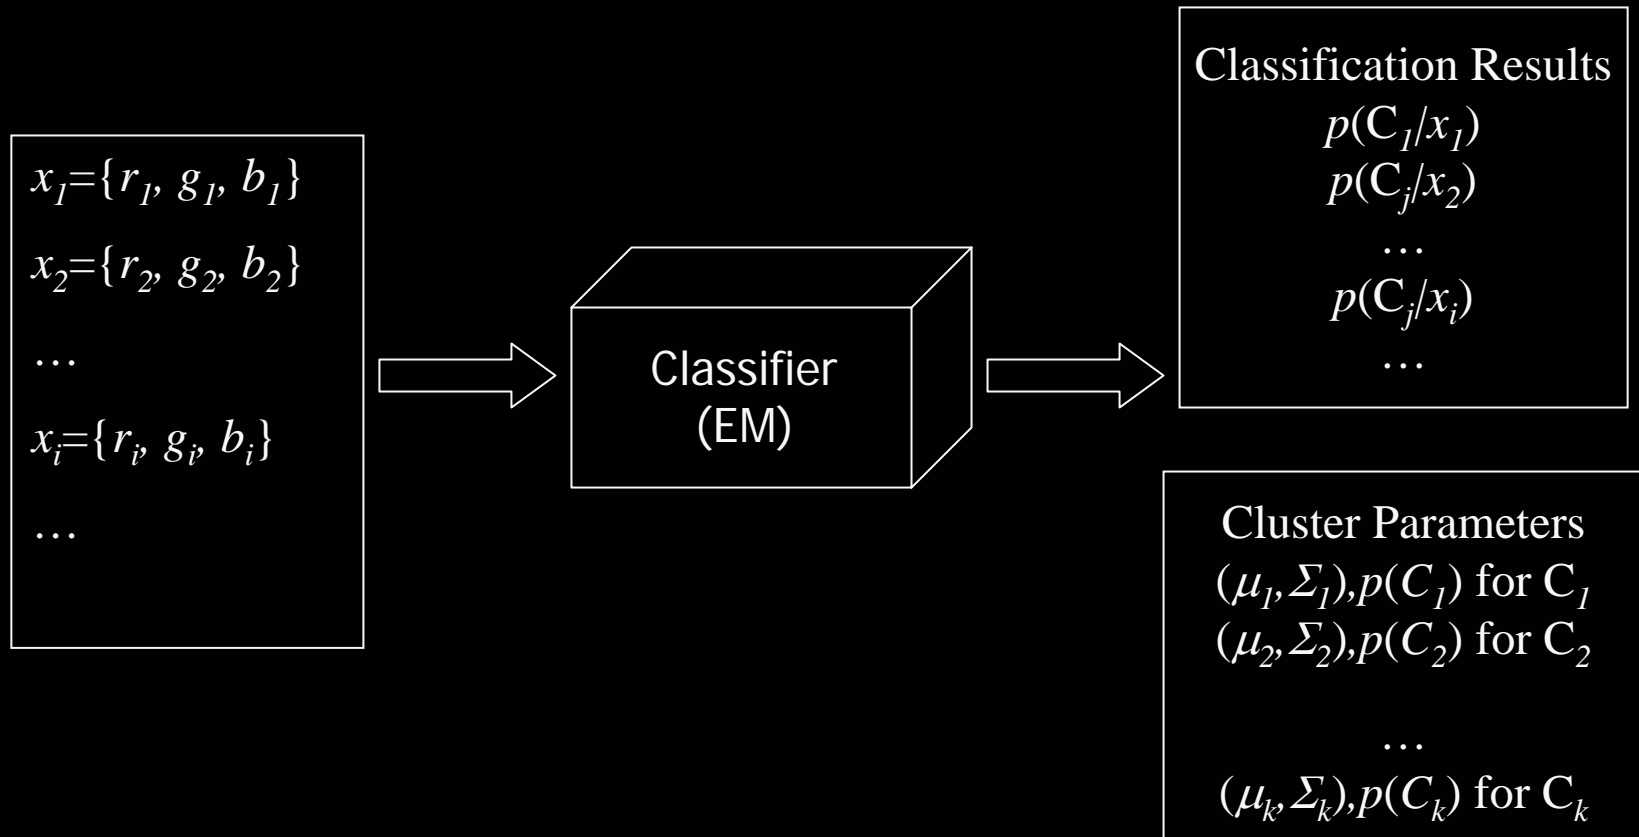 x₁={r₁, g₁, b₁}
x₂={r₂, g₂, b₂}
…
xᵢ={rᵢ, gᵢ, bᵢ}
…
Classifier
(EM)
Classification Results
p(C₁/x₁)
p(Cⱼ/x₂)
…
p(Cⱼ/xᵢ)
…
Cluster Parameters
(μ₁,Σ₁),p(C₁) for C₁
(μ₂,Σ₂),p(C₂) for C₂
…
(μₖ,Σₖ),p(Cₖ) for Cₖ